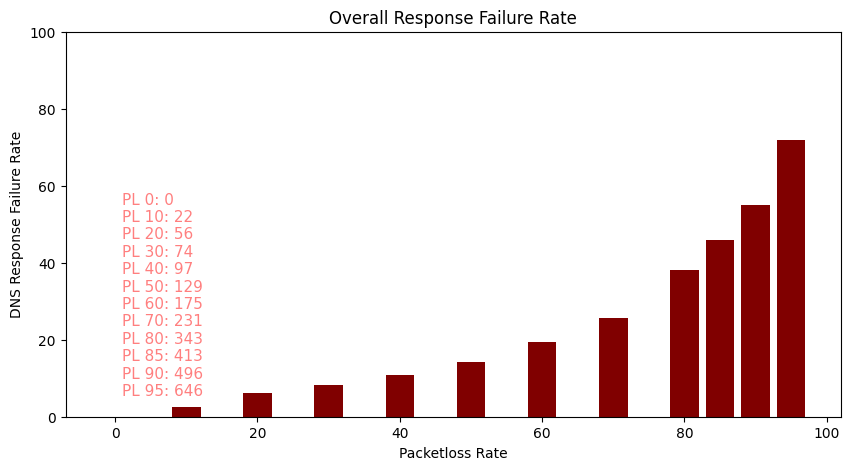 Overall Response Failure Rate
100
80
60
40
20
0
DNS Response Failure Rate
PL 0: 0
PL 10: 22
PL 20: 56
PL 30: 74
PL 40: 97
PL 50: 129
PL 60: 175
PL 70: 231
PL 80: 343
PL 85: 413
PL 90: 496
PL 95: 646
0 20 40 60 80 100
Packetloss Rate